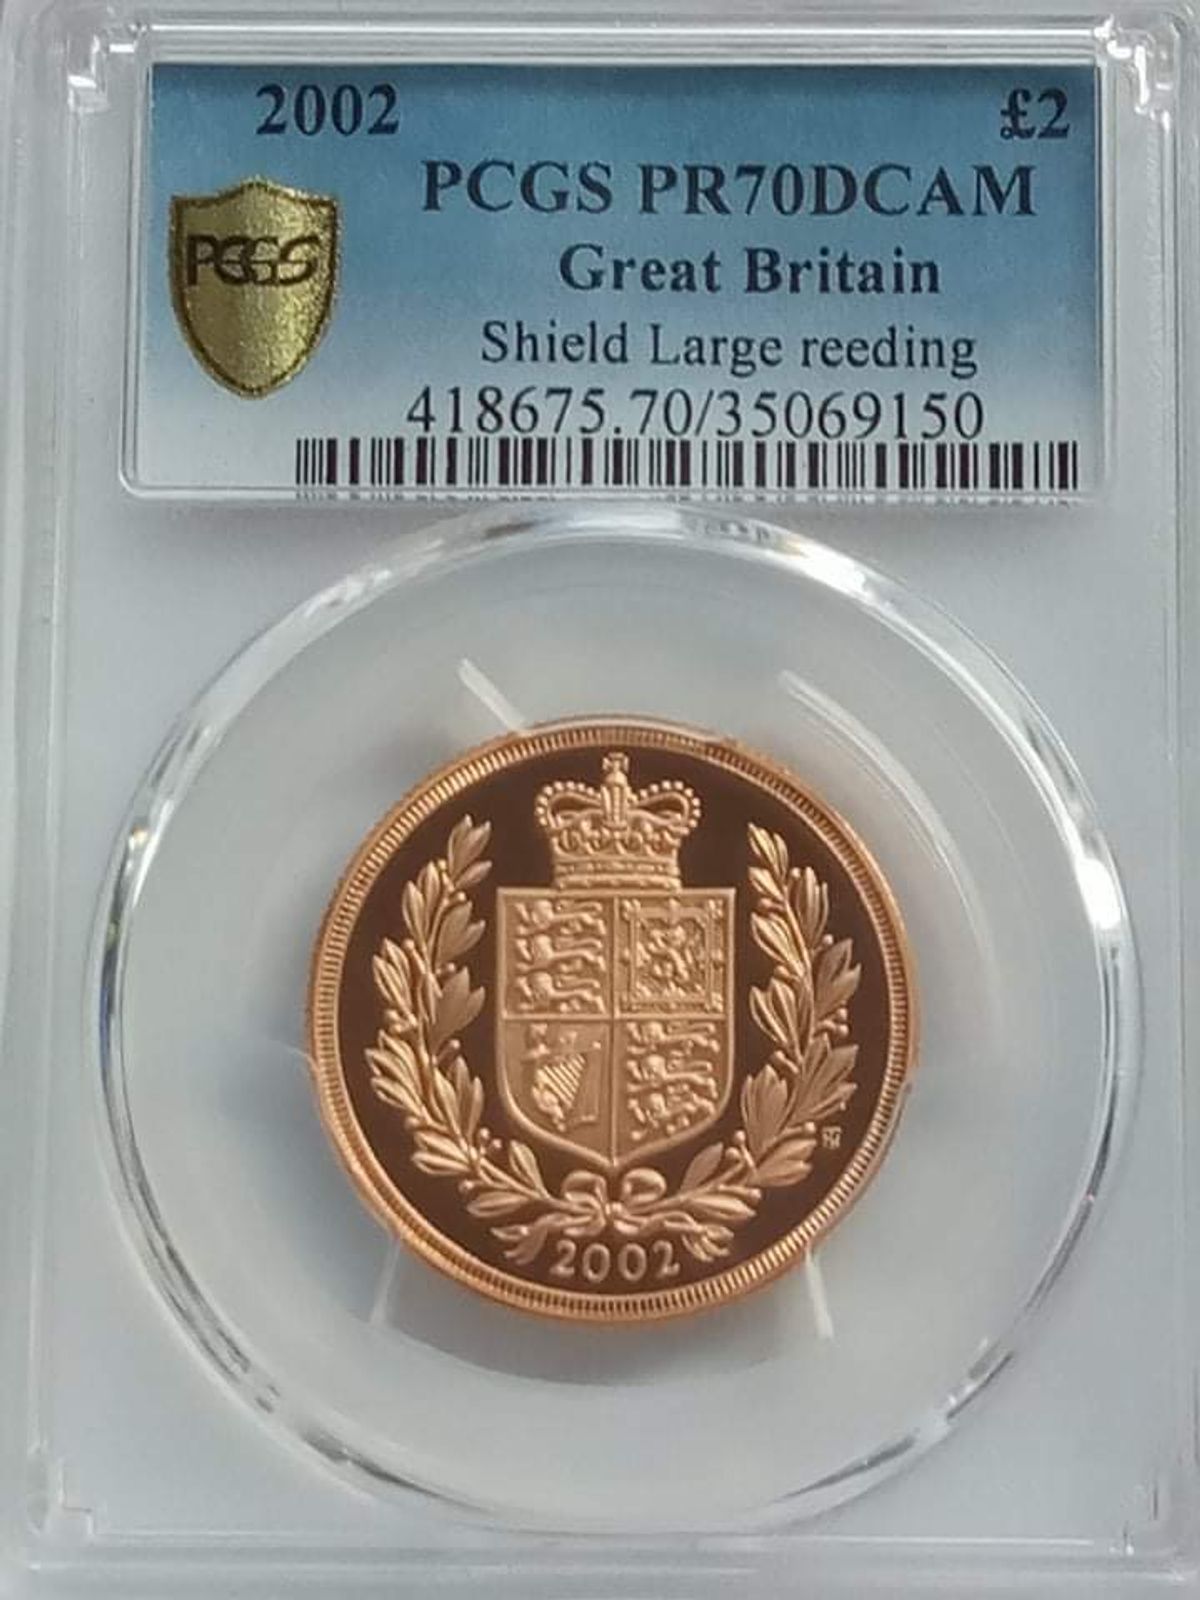 2002 £2
PCGS PR70DCAM
PCGS
Great Britain
Shield Large reeding
418675.70/35069150
2002